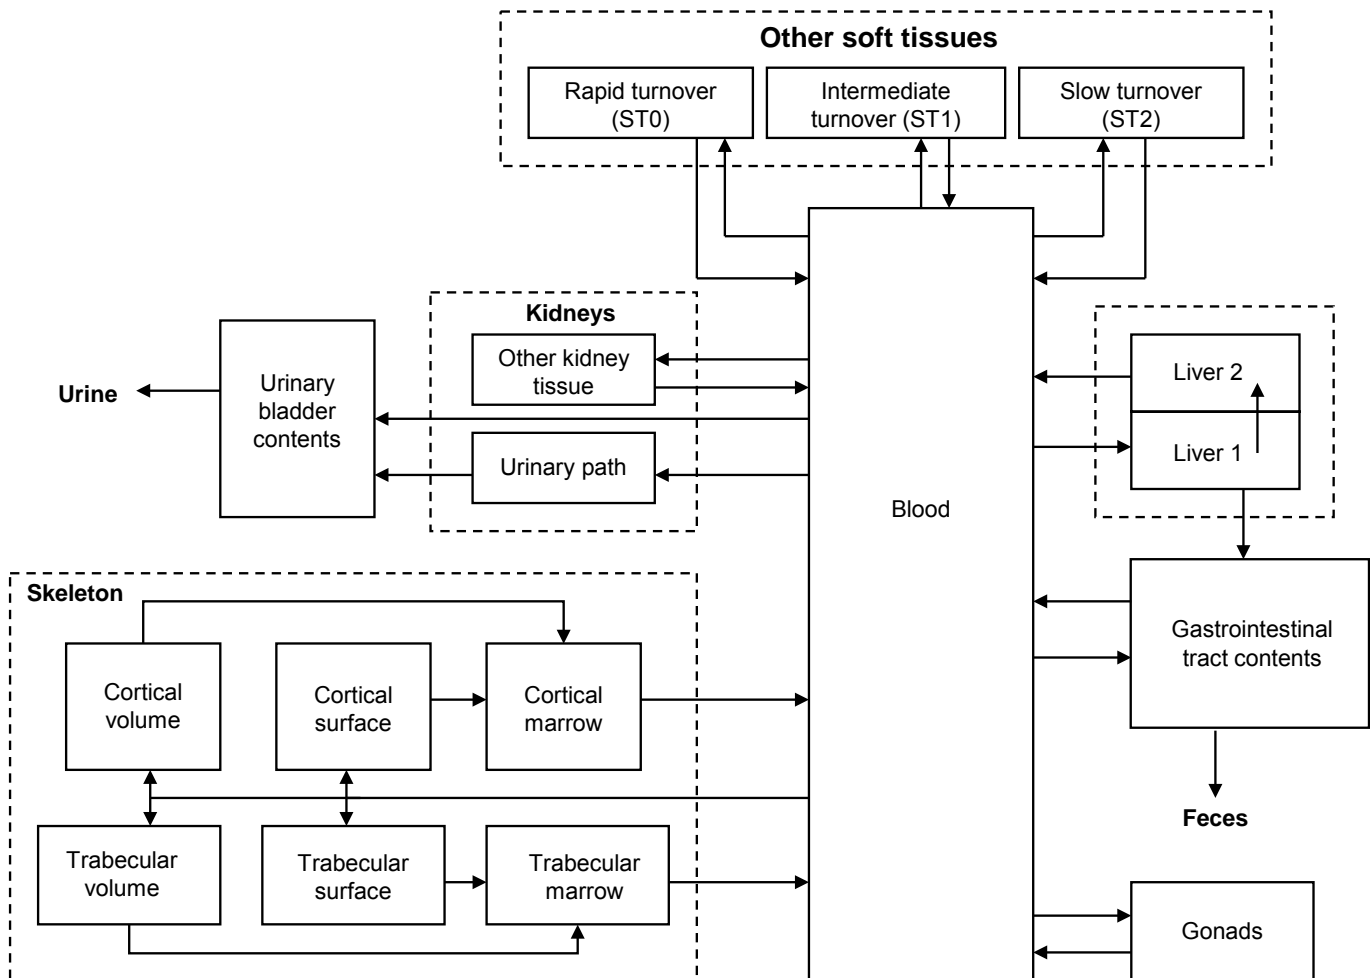 Other soft tissues
Rapid turnover
(ST0)
Intermediate
turnover (ST1)
Slow turnover
(ST2)
Kidneys
Other kidney
tissue
Urinary path
Urine
Urinary
bladder
contents
Blood
Liver 2
Liver 1
Gastrointestinal
tract contents
Feces
Skeleton
Cortical
volume
Cortical
surface
Cortical
marrow
Trabecular
volume
Trabecular
surface
Trabecular
marrow
Gonads